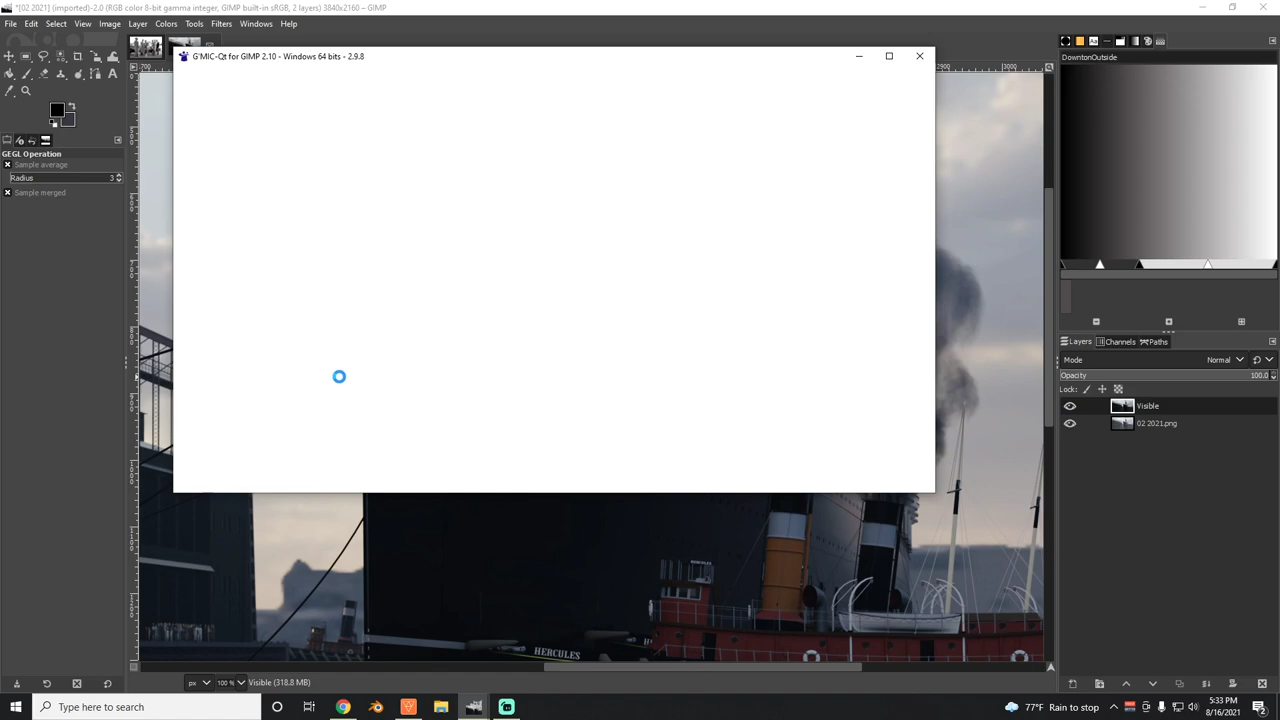 *[02 2021] (imported)-2.0 (RGB color 8-bit gamma integer, GIMP built-in sRGB, 2 layers) 3840x2160 – GIMP
File Edit Select View Image Layer Colors Tools Filters Windows Help
G'MIC-Qt for GIMP 2.10 - Windows 64 bits - 2.9.8
DowntonOutside
GEGL Operation
Sample average
Radius 3
Sample merged
Layers Channels Paths
Mode Normal
Opacity 100.0
Lock:
Visible
02 2021.png
HERCULES
px 100 % Visible (318.8 MB)
Type here to search
77°F Rain to stop
5:33 PM
8/16/2021
2